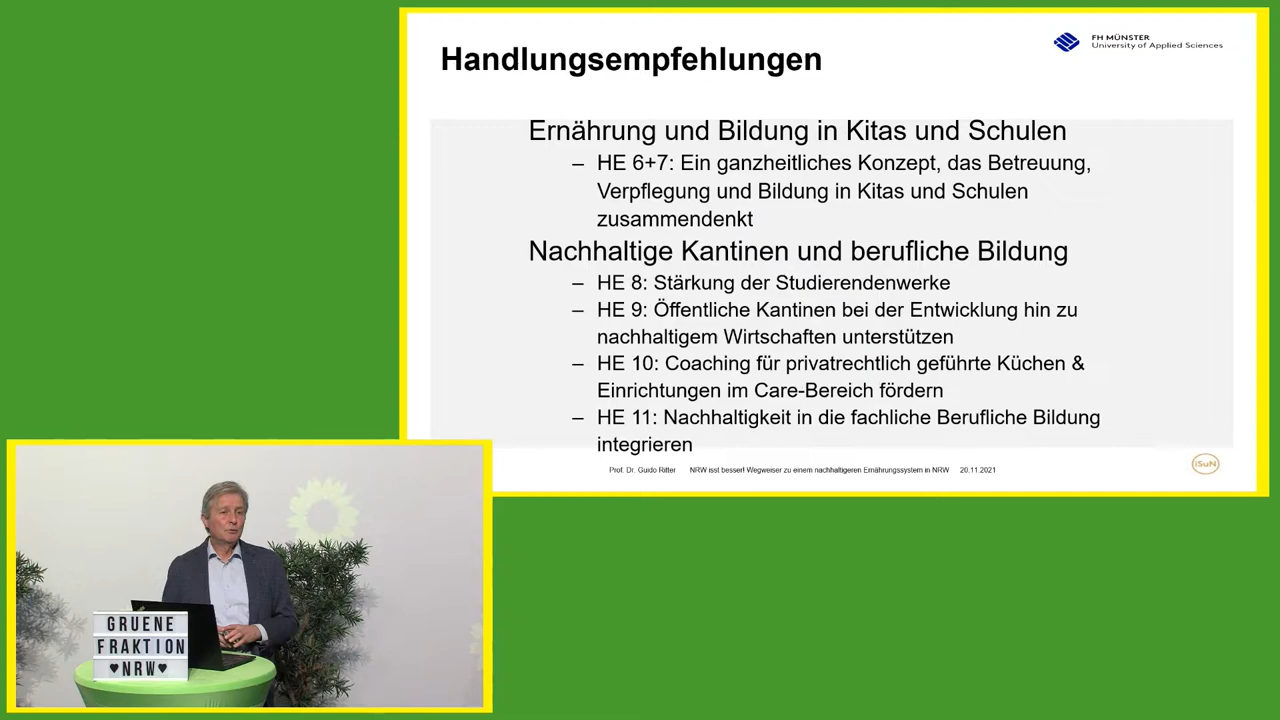 Handlungsempfehlungen
FH MÜNSTER
University of Applied Sciences
Ernährung und Bildung in Kitas und Schulen
– HE 6+7: Ein ganzheitliches Konzept, das Betreuung,
Verpflegung und Bildung in Kitas und Schulen
zusammendenkt
Nachhaltige Kantinen und berufliche Bildung
– HE 8: Stärkung der Studierendenwerke
– HE 9: Öffentliche Kantinen bei der Entwicklung hin zu
nachhaltigem Wirtschaften unterstützen
– HE 10: Coaching für privatrechtlich geführte Küchen &
Einrichtungen im Care-Bereich fördern
– HE 11: Nachhaltigkeit in die fachliche Berufliche Bildung
integrieren
Prof. Dr. Guido Ritter NRW isst besser! Wegweiser zu einem nachhaltigeren Ernährungssystem in NRW 20.11.2021
iSuN
GRUENE
FRAKTION
♥NRW♥